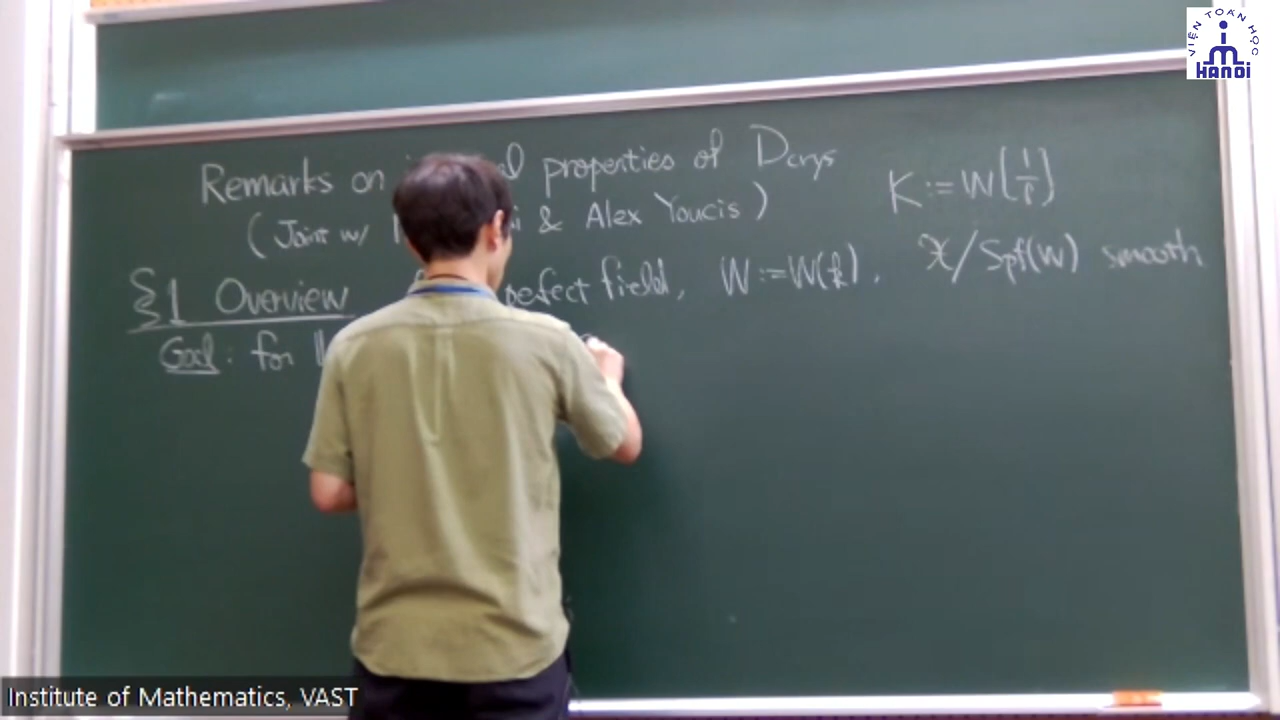 VIỆN TOÁN HỌC
HANOI
Remarks on properties of Dcrys
(Joint w/ & Alex Youcis)
K := W[1/p]
§1 Overview perfect field, W := W(k), 𝔛/Spf(W) smooth
Goal: for
Institute of Mathematics, VAST